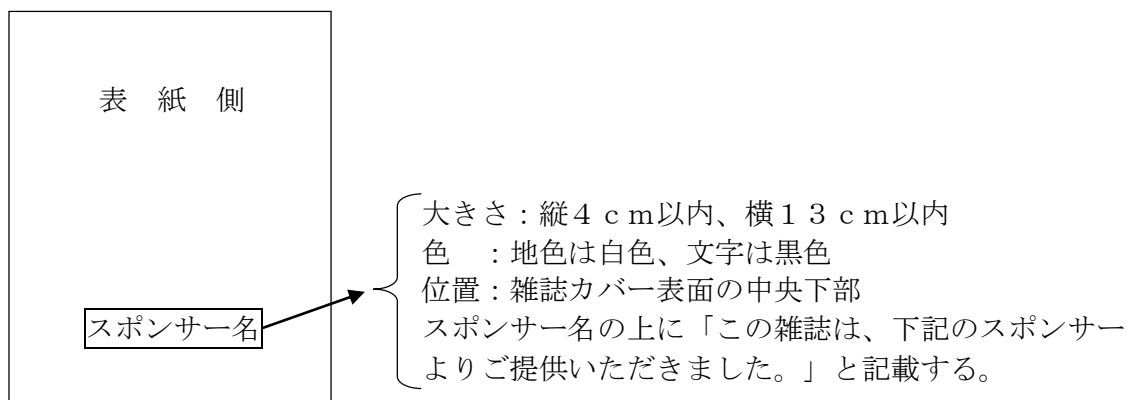 表 紙 側
スポンサー名
大きさ：縦4ｃｍ以内、横１３ｃｍ以内
色　：地色は白色、文字は黒色
位置：雑誌カバー表面の中央下部
スポンサー名の上に「この雑誌は、下記のスポンサー
よりご提供いただきました。」と記載する。